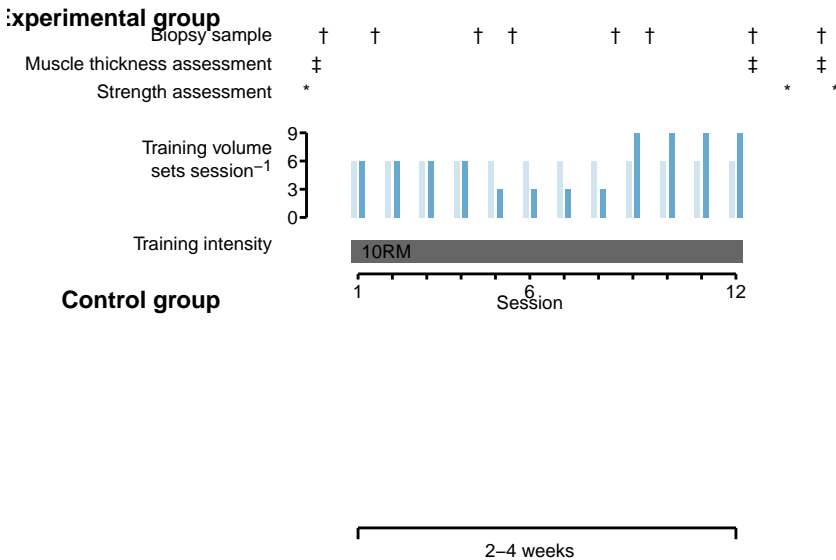 Experimental group
Biopsy sample † † † † † † † †
Muscle thickness assessment ‡ ‡ ‡
Strength assessment * * *
Training volume
sets session⁻¹
9
6
3
0
Training intensity
10RM
1 6 12
Session
Control group
2–4 weeks